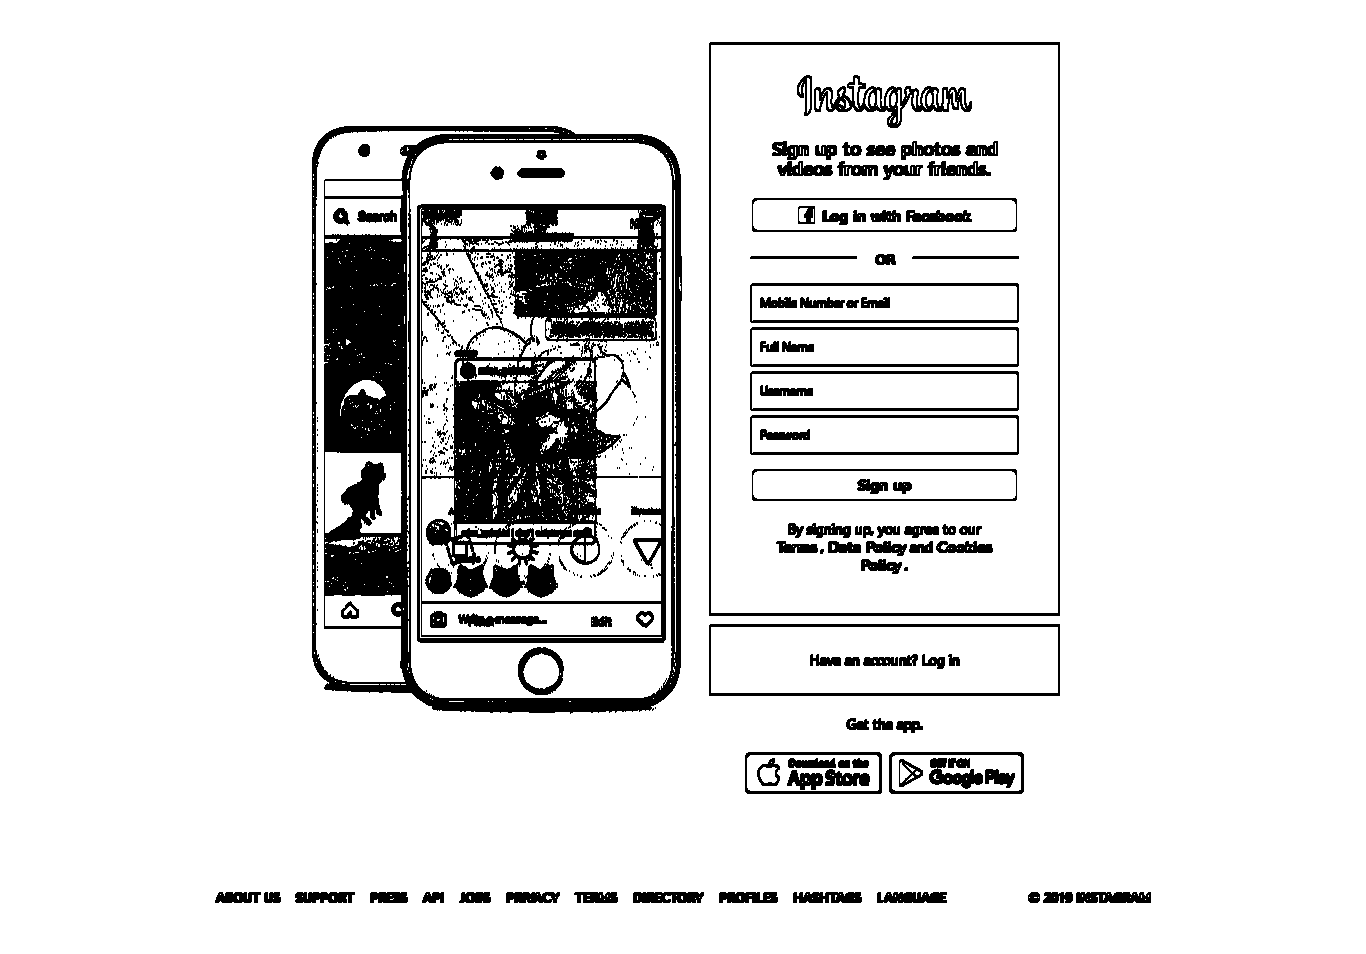 Instagram
Sign up to see photos and
videos from your friends.
Log in with Facebook
OR
Mobile Number or Email
Full Name
Username
Password
Sign up
By signing up, you agree to our
Terms , Data Policy and Cookies
Policy .
Have an account? Log in
Get the app.
Download on the
App Store
GET IT ON
Google Play
Search
message...
Edit
ABOUT US SUPPORT PRESS API JOBS PRIVACY TERMS DIRECTORY PROFILES HASHTAGS LANGUAGE © 2019 INSTAGRAM